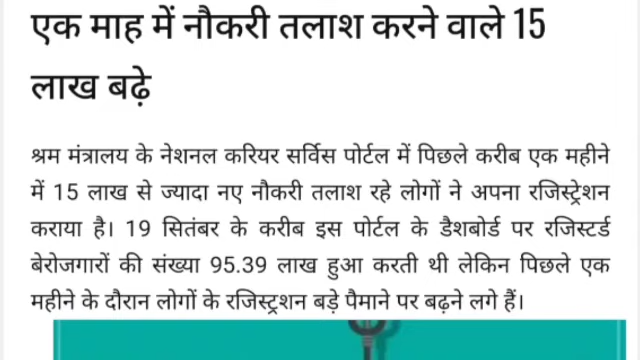 एक माह में नौकरी तलाश करने वाले 15
लाख बढ़े
श्रम मंत्रालय के नेशनल करियर सर्विस पोर्टल में पिछले करीब एक महीने
में 15 लाख से ज्यादा नए नौकरी तलाश रहे लोगों ने अपना रजिस्ट्रेशन
कराया है। 19 सितंबर के करीब इस पोर्टल के डैशबोर्ड पर रजिस्टर्ड
बेरोजगारों की संख्या 95.39 लाख हुआ करती थी लेकिन पिछले एक
महीने के दौरान लोगों के रजिस्ट्रशन बड़े पैमाने पर बढ़ने लगे हैं।